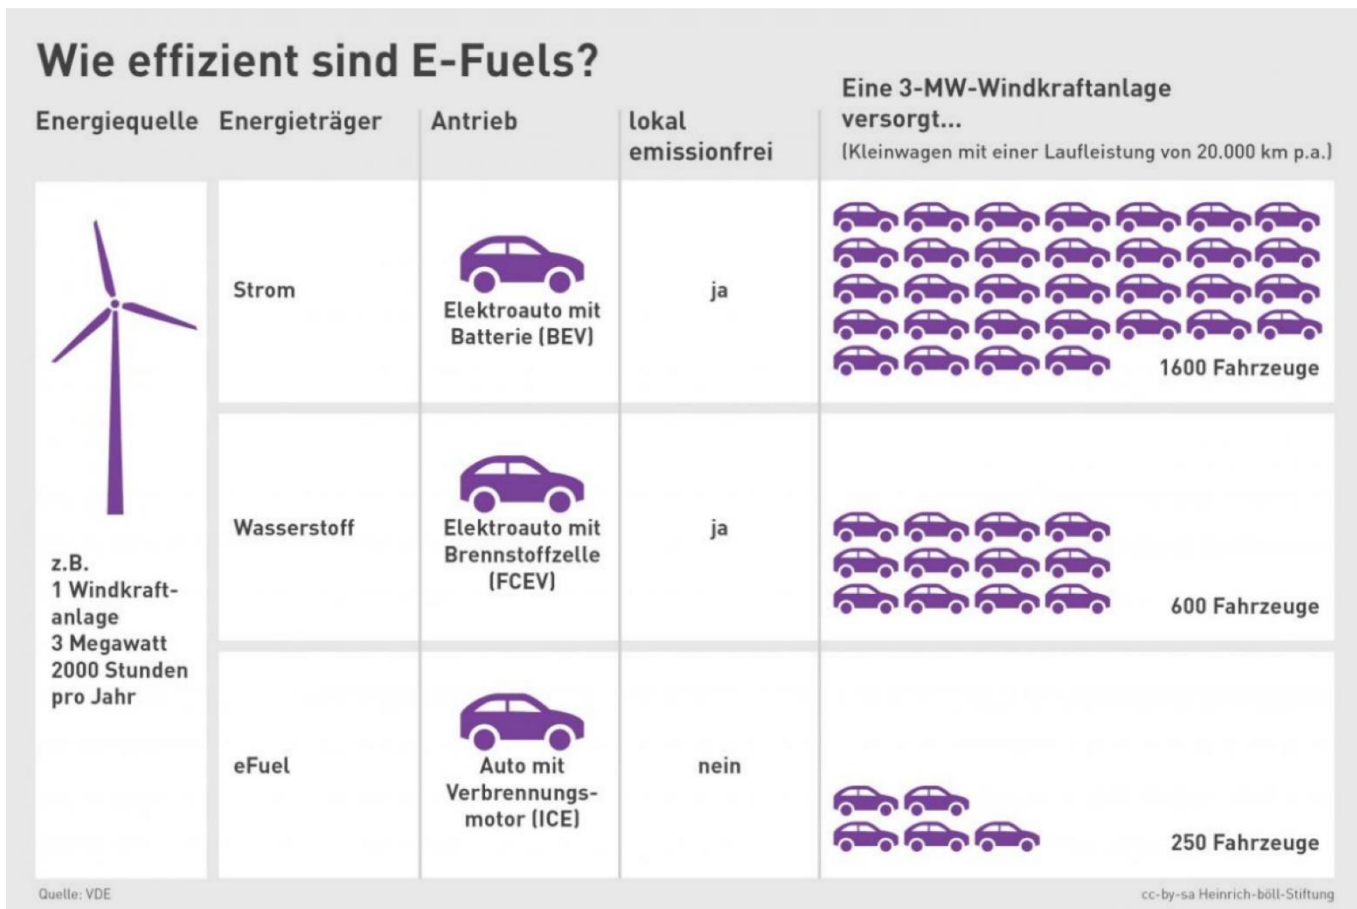 Wie effizient sind E-Fuels?
Energiequelle
Energieträger
Antrieb
lokal
emissionfrei
Eine 3-MW-Windkraftanlage
versorgt...
(Kleinwagen mit einer Laufleistung von 20.000 km p.a.)
z.B.
1 Windkraft-
anlage
3 Megawatt
2000 Stunden
pro Jahr
Strom
Elektroauto mit
Batterie (BEV)
ja
1600 Fahrzeuge
Wasserstoff
Elektroauto mit
Brennstoffzelle
(FCEV)
ja
600 Fahrzeuge
eFuel
Auto mit
Verbrennungs-
motor (ICE)
nein
250 Fahrzeuge
Quelle: VDE
cc-by-sa Heinrich-böll-Stiftung